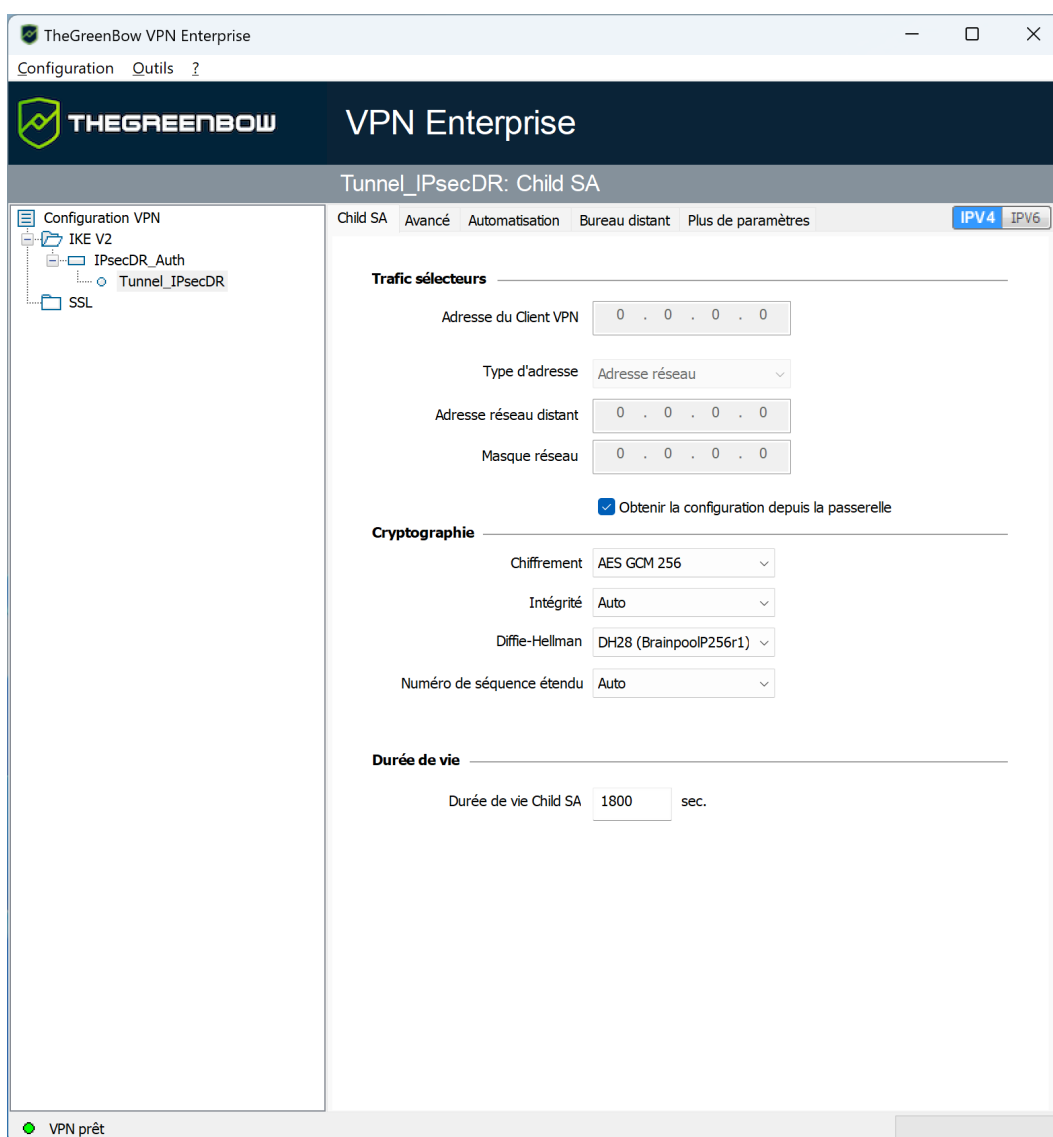 TheGreenBow VPN Enterprise
Configuration Outils ?
THEGREENBOW
VPN Enterprise
Tunnel_IPsecDR: Child SA
Configuration VPN
IKE V2
IPsecDR_Auth
Tunnel_IPsecDR
SSL
Child SA Avancé Automatisation Bureau distant Plus de paramètres IPV4 IPV6
Trafic sélecteurs
Adresse du Client VPN 0 . 0 . 0 . 0
Type d'adresse Adresse réseau
Adresse réseau distant 0 . 0 . 0 . 0
Masque réseau 0 . 0 . 0 . 0
Obtenir la configuration depuis la passerelle
Cryptographie
Chiffrement AES GCM 256
Intégrité Auto
Diffie-Hellman DH28 (BrainpoolP256r1)
Numéro de séquence étendu Auto
Durée de vie
Durée de vie Child SA 1800 sec.
VPN prêt